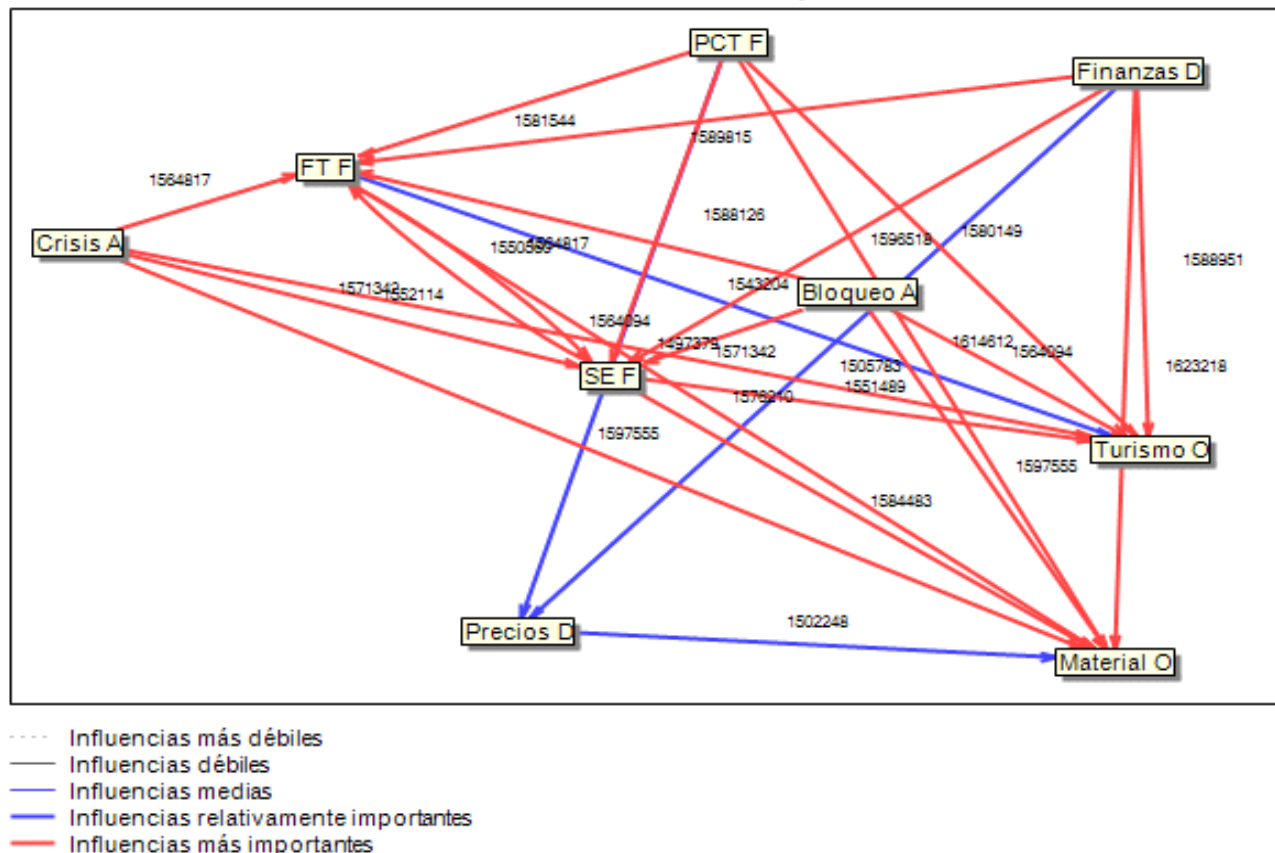 PCT F
Finanzas D
1581544
1589815
FT F
1564817
1588126
Crisis A
1596518
1580149
1564817
1588951
1543204
Bloqueo A
1571342
1552114
1564094
1497379
1571342
1614612
1564094
1505783
1623218
SE F
1551489
1576210
1597555
Turismo O
1597555
1584483
Precios D
1502248
Material O
Influencias más débiles
Influencias débiles
Influencias medias
Influencias relativamente importantes
Influencias más importantes